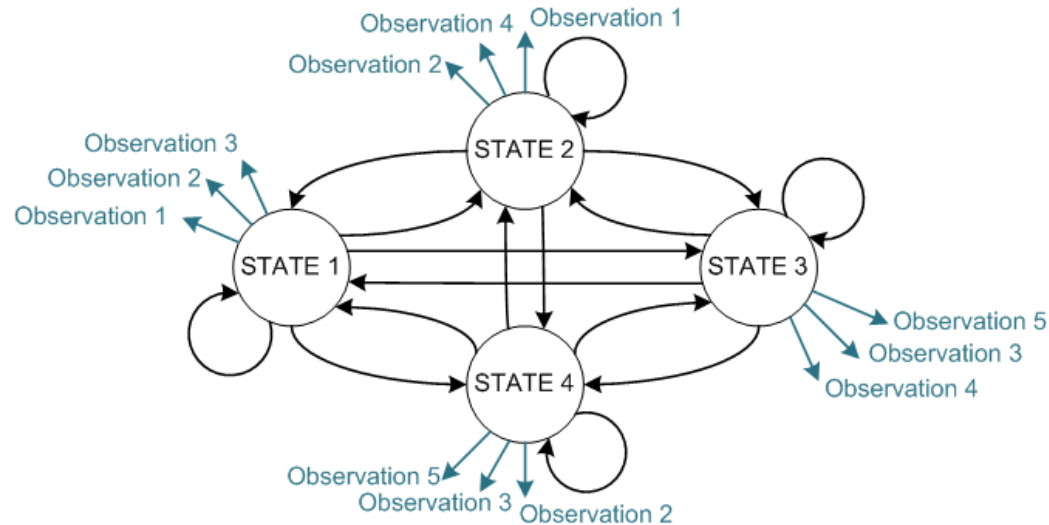 Observation 1
Observation 4
Observation 2
STATE 2
Observation 3
Observation 2
Observation 1
STATE 1
STATE 3
Observation 5
Observation 3
Observation 4
STATE 4
Observation 5
Observation 3
Observation 2